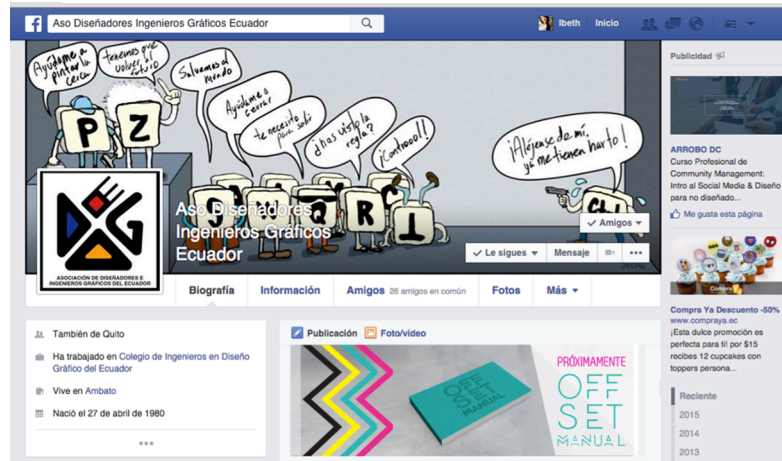 Aso Diseñadores Ingenieros Gráficos Ecuador
Ibeth
Inicio
Ayúdame a
pintar la
cerca
tenemos que
volver al
futuro
Salvemos al
mundo
Ayúdame a
cerrar
te necesito
para salir
¿has visto la
regla?
¡Controool!
¡Aléjense de mí,
ya me tienen harto!
P
Z
W
Q
R
T
Ctrl
ASOCIACIÓN DE DISEÑADORES E
INGENIEROS GRÁFICOS DEL ECUADOR
Aso Diseñadores
Ingenieros Gráficos
Ecuador
Amigos
Le sigues
Mensaje
Biografía
Información
Amigos 26 amigos en común
Fotos
Más
También de Quito
Ha trabajado en Colegio de Ingenieros en Diseño
Gráfico del Ecuador
Vive en Ambato
Nació el 27 de abril de 1980
Publicación
Foto/vídeo
OFF
SET
MANUAL
PRÓXIMAMENTE
OFF
SET
MANUAL
Publicidad
ARROBO DC
Curso Profesional de
Community Management:
Intro al Social Media & Diseño
para no diseñado...
Me gusta esta página
Compra Ya
Compra Ya Descuento -50%
www.compraya.ec
¡Esta dulce promoción es
perfecta para ti! por $15
recibes 12 cupcakes con
toppers persona...
Reciente
2015
2014
2013